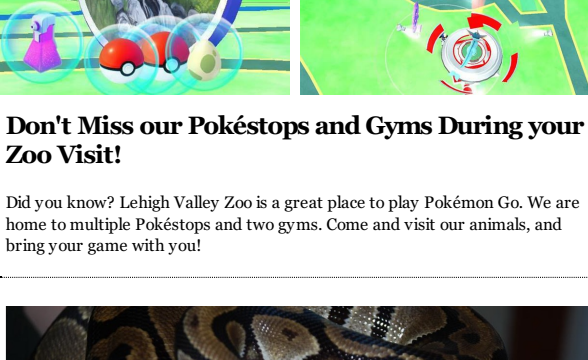 Don't Miss our Pokéstops and Gyms During your
Zoo Visit!
Did you know? Lehigh Valley Zoo is a great place to play Pokémon Go. We are
home to multiple Pokéstops and two gyms. Come and visit our animals, and
bring your game with you!